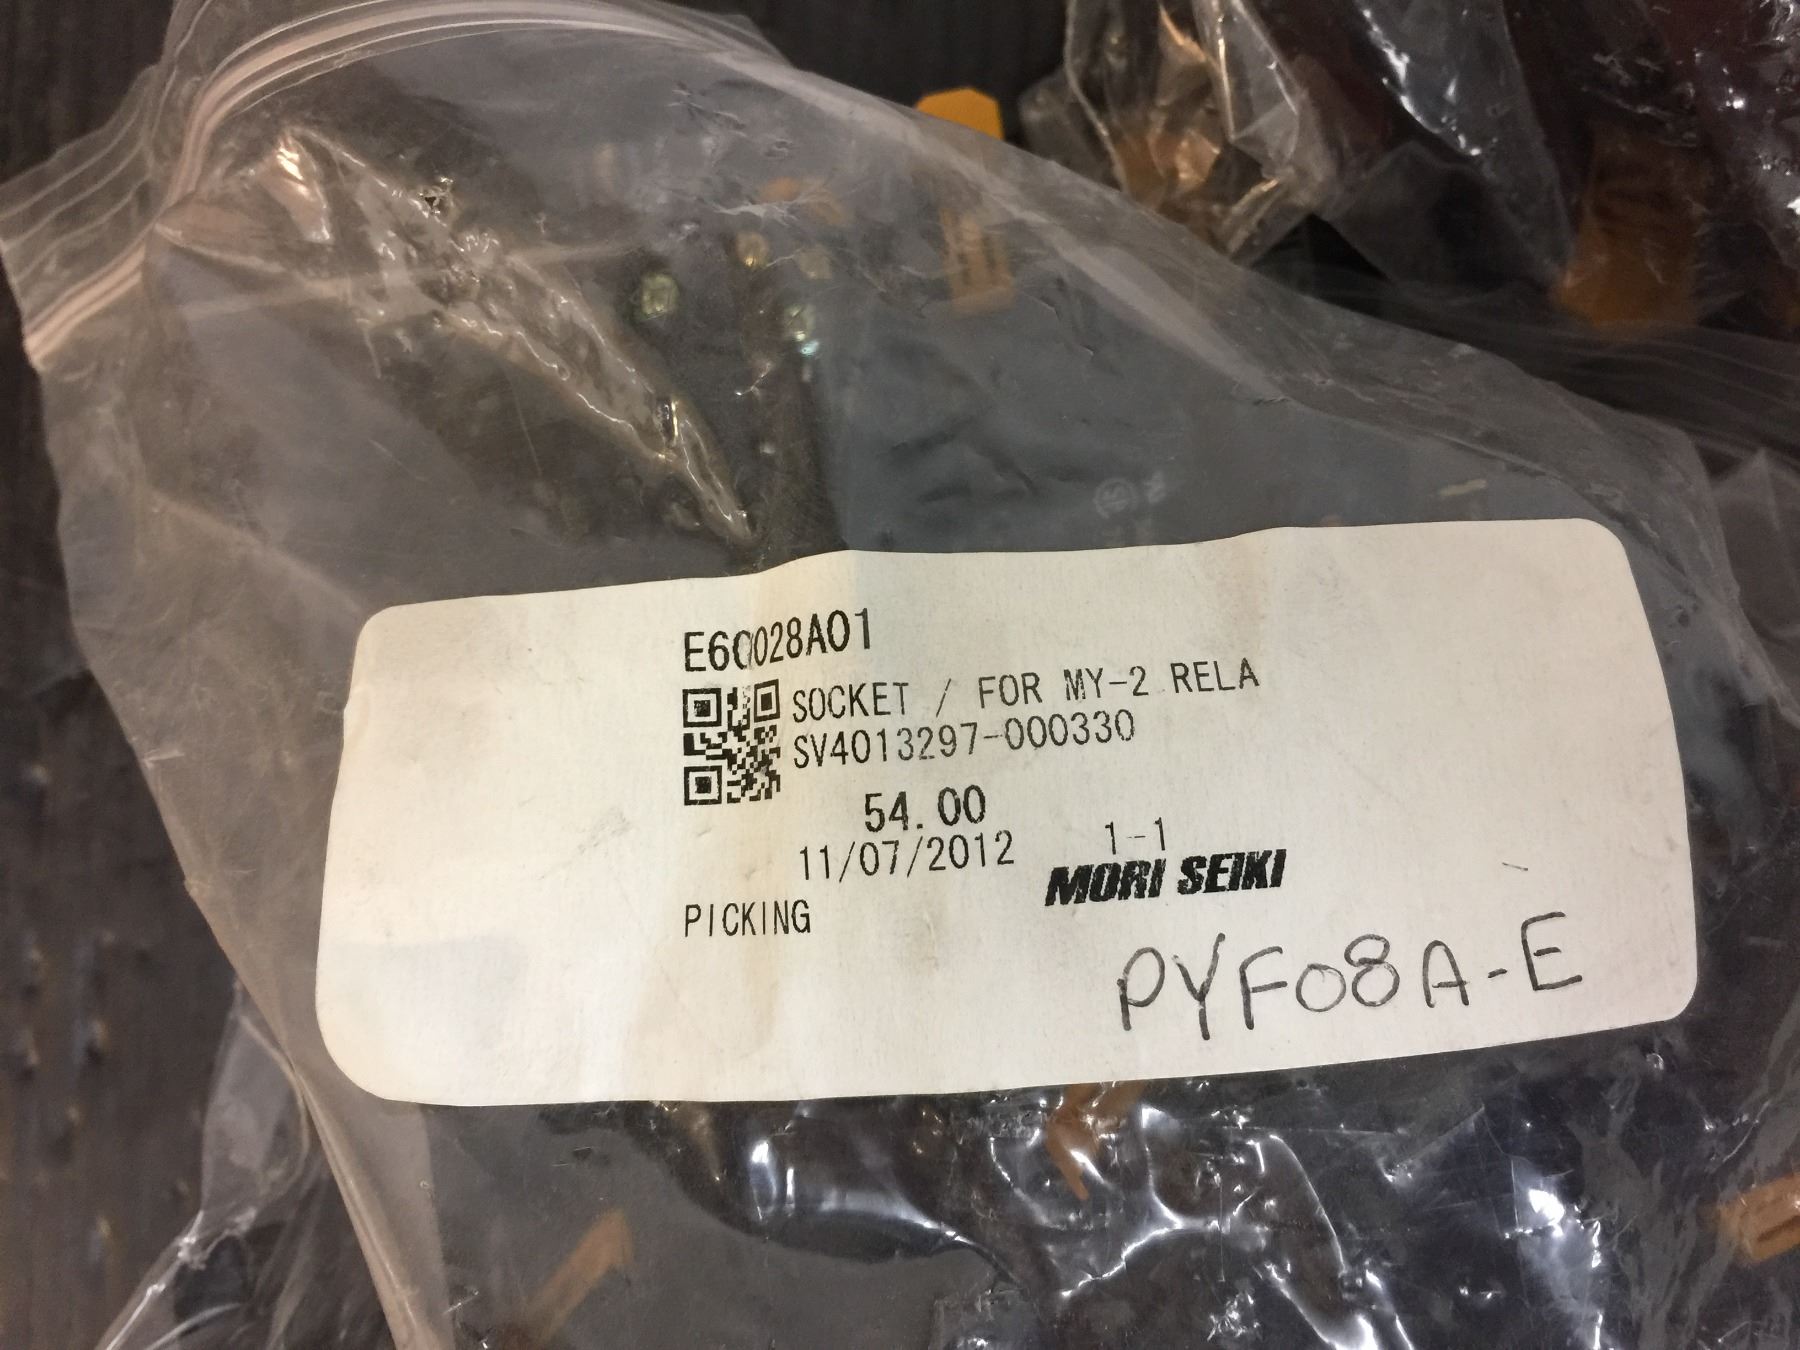 E60028A01
SOCKET / FOR MY-2 RELA
SV4013297-000330
54.00
11/07/2012 1-1
MORI SEIKI
PICKING
PYF08A-E